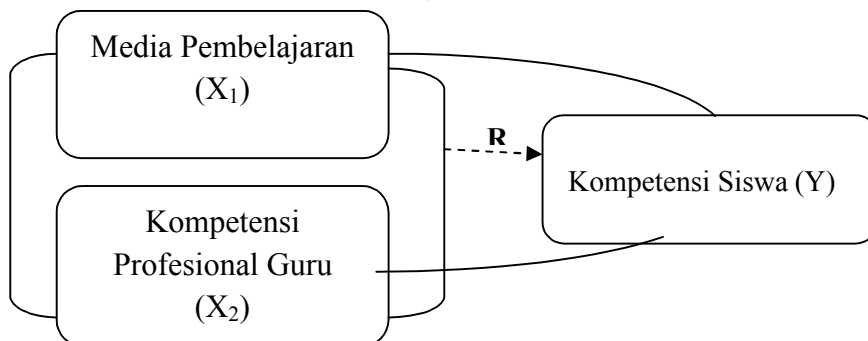 Media Pembelajaran
(X₁)
R
Kompetensi Siswa (Y)
Kompetensi
Profesional Guru
(X₂)